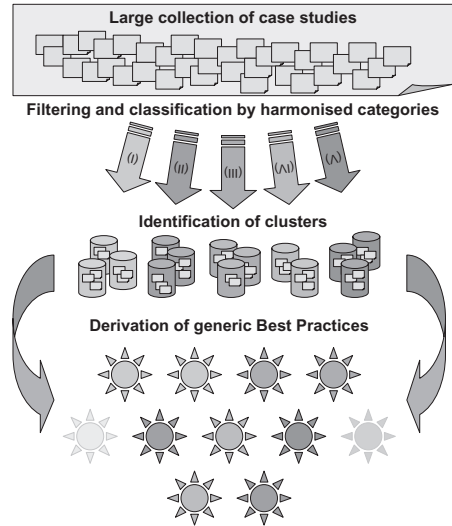 Large collection of case studies
Filtering and classification by harmonised categories
(I) (II) (III) (IV) (V)
Identification of clusters
Derivation of generic Best Practices